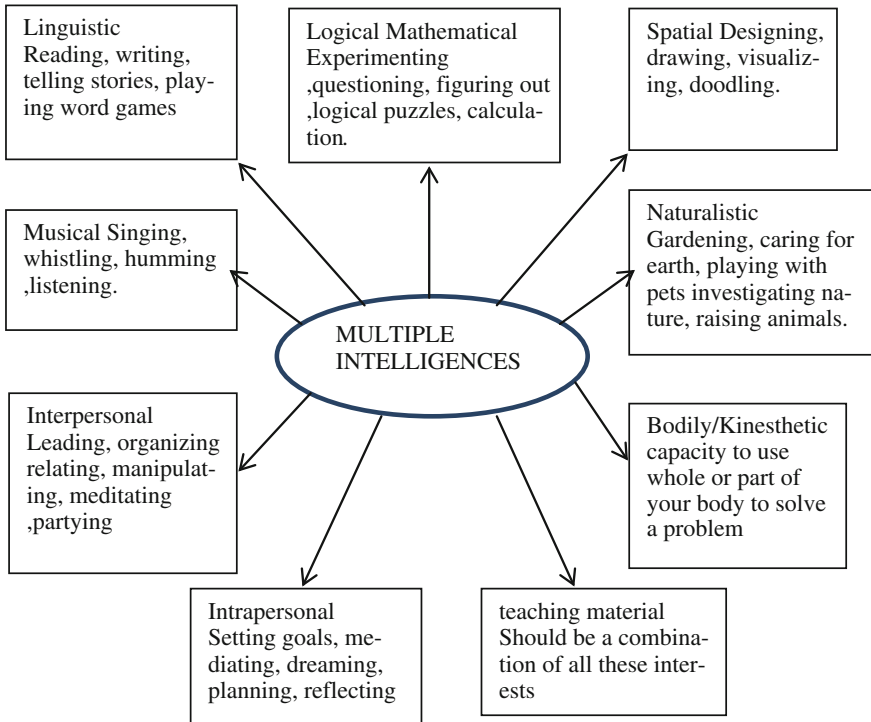 Linguistic
Reading, writing,
telling stories, play-
ing word games
Logical Mathematical
Experimenting
,questioning, figuring out
,logical puzzles, calcula-
tion.
Spatial Designing,
drawing, visualiz-
ing, doodling.
Musical Singing,
whistling, humming
,listening.
Naturalistic
Gardening, caring for
earth, playing with
pets investigating na-
ture, raising animals.
MULTIPLE
INTELLIGENCES
Interpersonal
Leading, organizing
relating, manipulat-
ing, meditating
,partying
Bodily/Kinesthetic
capacity to use
whole or part of
your body to solve
a problem
Intrapersonal
Setting goals, me-
diating, dreaming,
planning, reflecting
teaching material
Should be a combina-
tion of all these inter-
ests